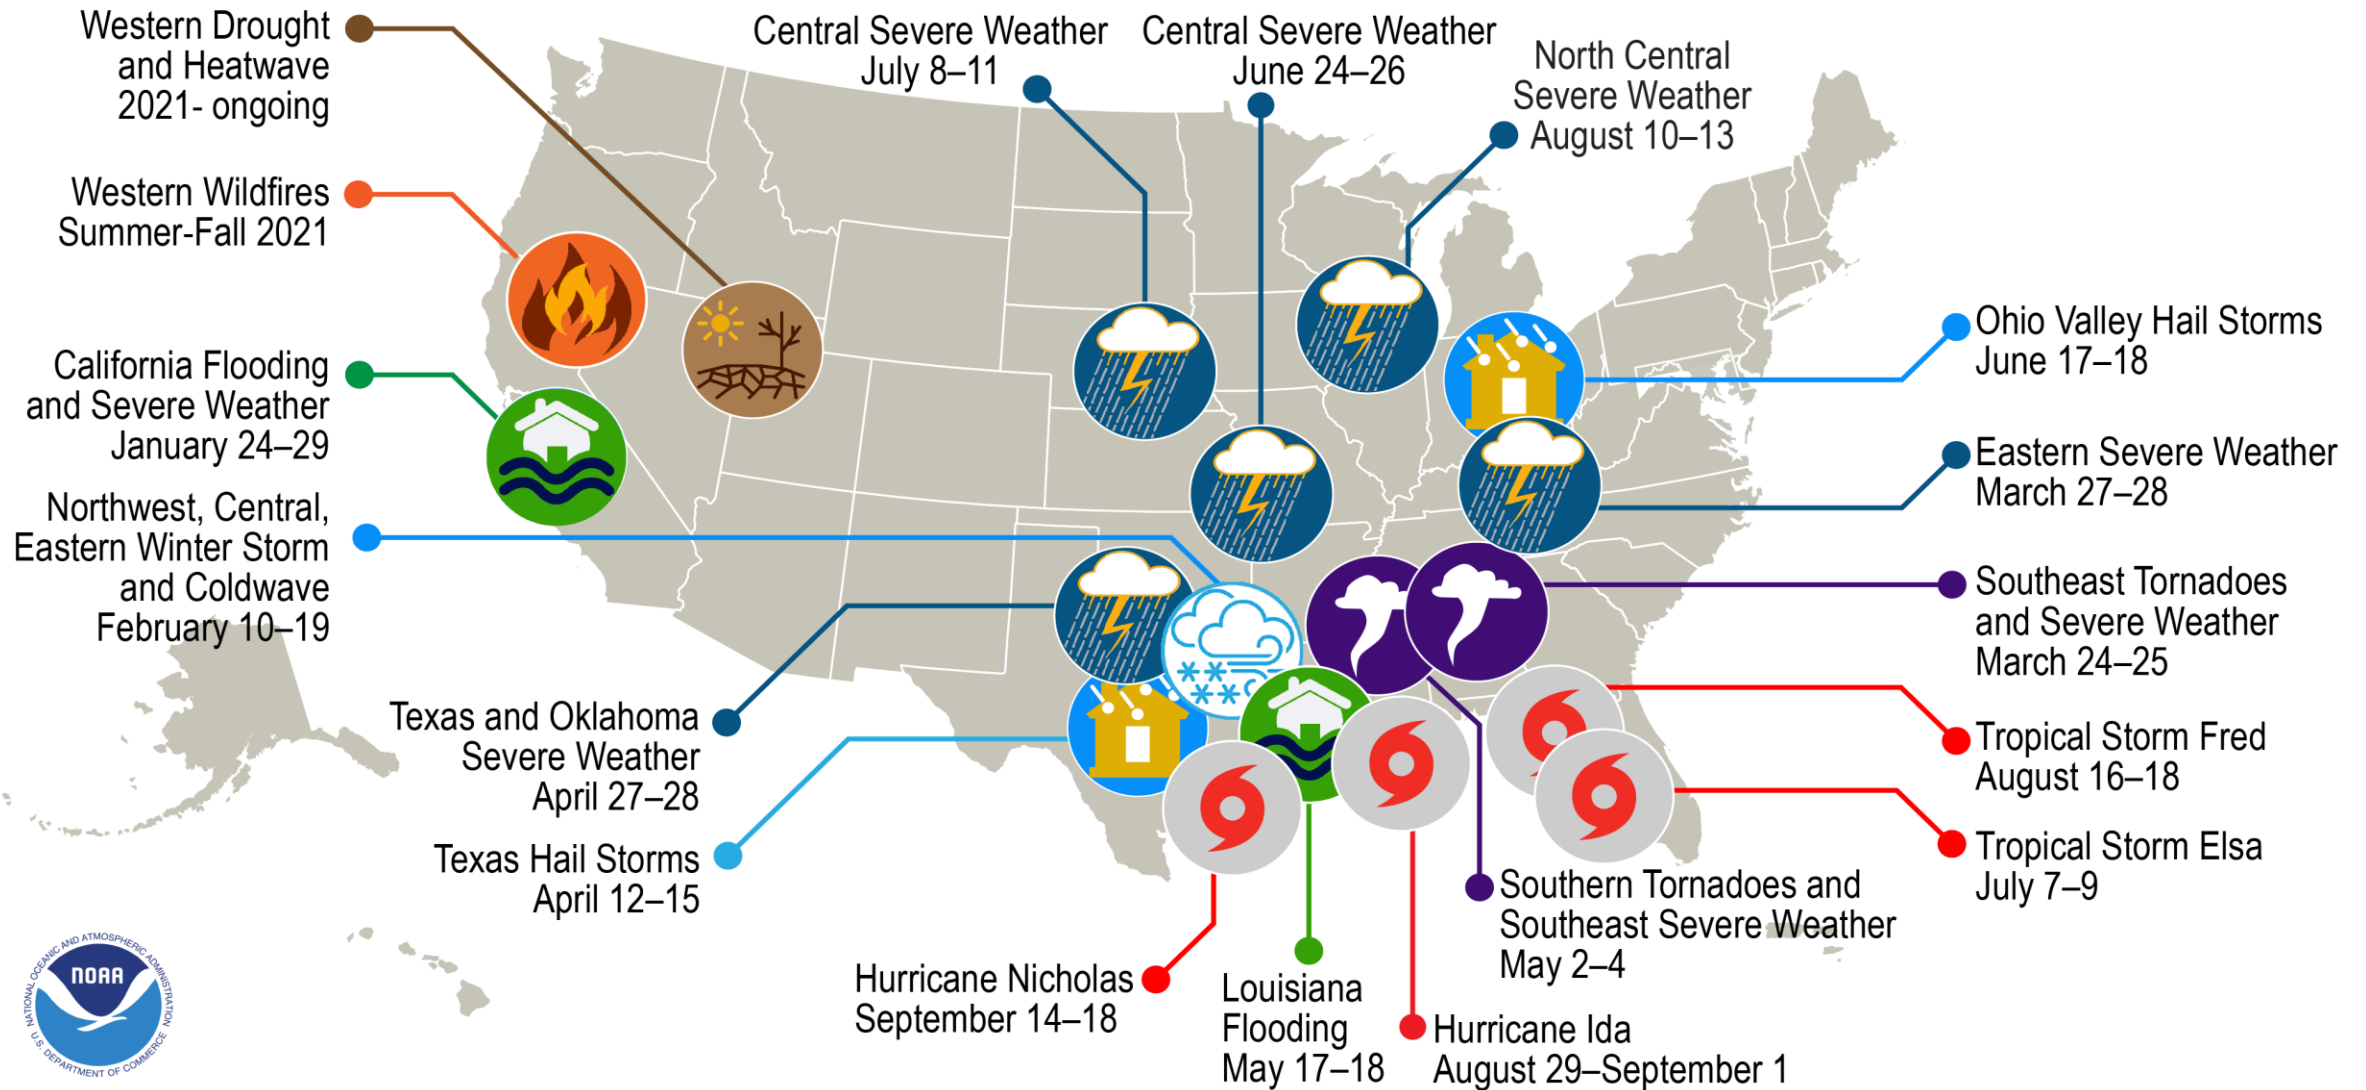 Western Drought
and Heatwave
2021- ongoing
Western Wildfires
Summer-Fall 2021
California Flooding
and Severe Weather
January 24–29
Northwest, Central,
Eastern Winter Storm
and Coldwave
February 10–19
Texas and Oklahoma
Severe Weather
April 27–28
Texas Hail Storms
April 12–15
Central Severe Weather
July 8–11
Central Severe Weather
June 24–26
North Central
Severe Weather
August 10–13
Ohio Valley Hail Storms
June 17–18
Eastern Severe Weather
March 27–28
Southeast Tornadoes
and Severe Weather
March 24–25
Tropical Storm Fred
August 16–18
Tropical Storm Elsa
July 7–9
Southern Tornadoes and
Southeast Severe Weather
May 2–4
Hurricane Nicholas
September 14–18
Louisiana
Flooding
May 17–18
Hurricane Ida
August 29–September 1
NATIONAL OCEANIC AND ATMOSPHERIC ADMINISTRATION
NOAA
U.S. DEPARTMENT OF COMMERCE